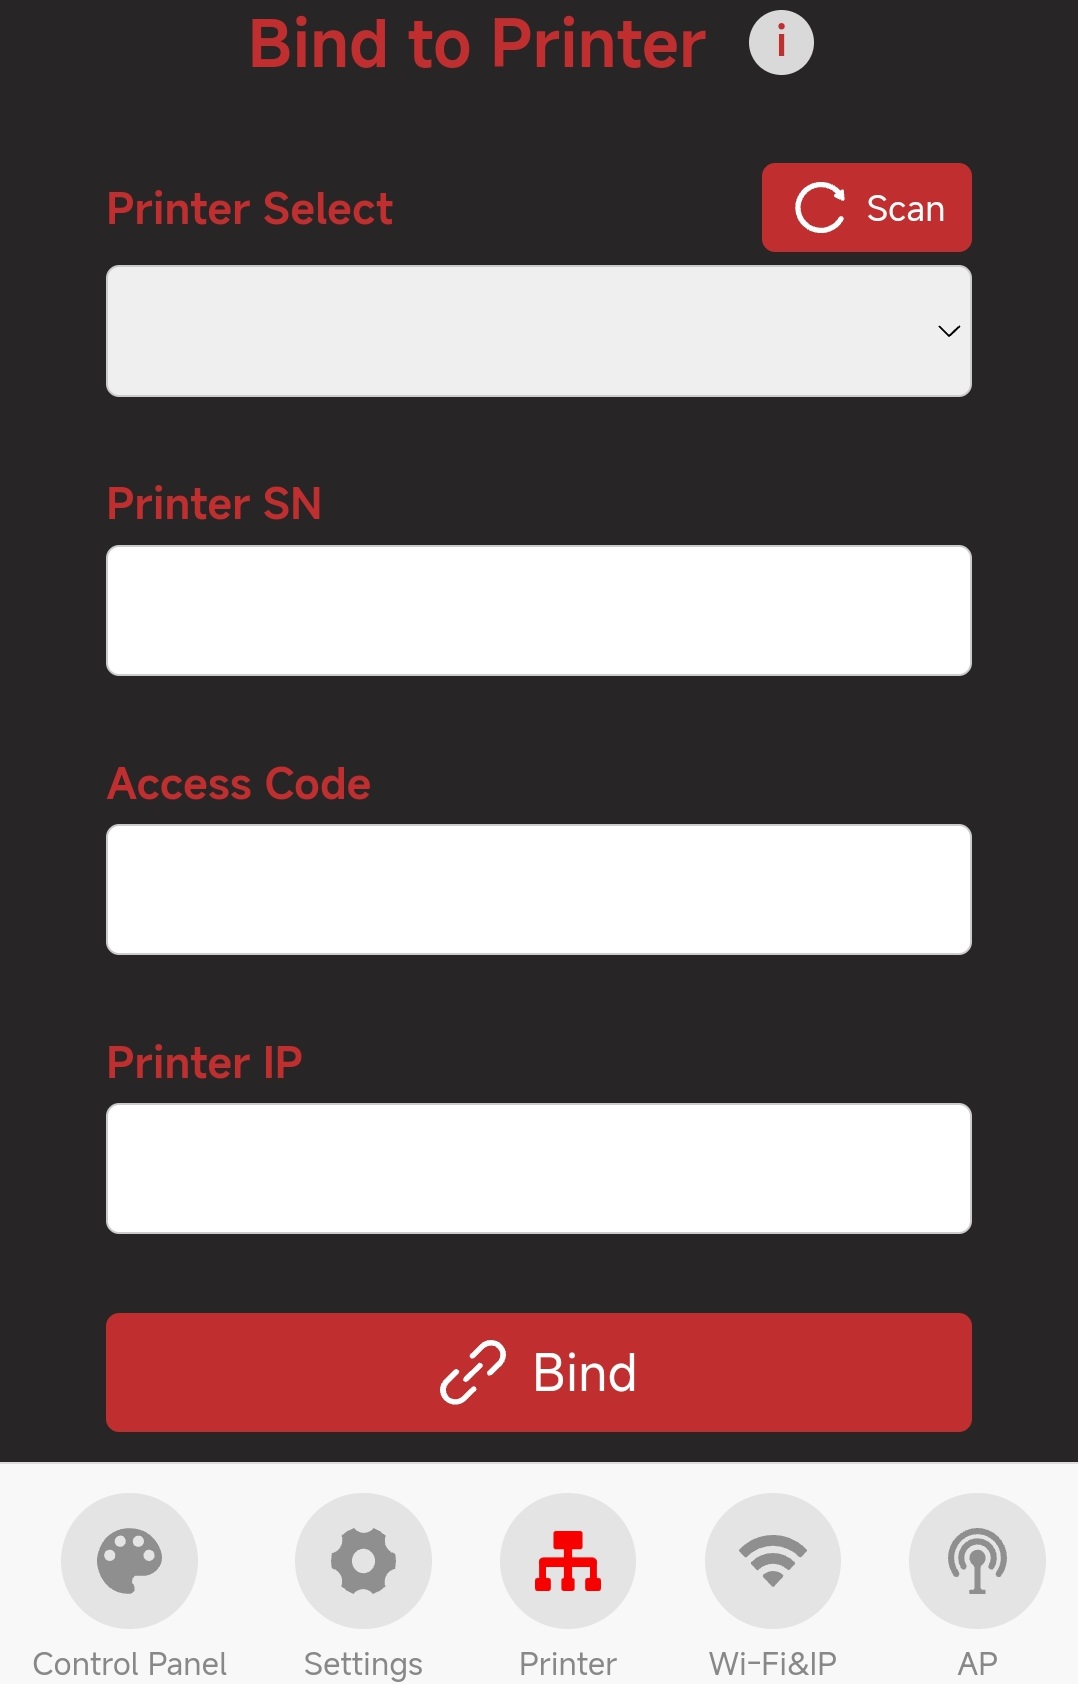 Bind to Printer i
Printer Select
Scan
Printer SN
Access Code
Printer IP
Bind
Control Panel
Settings
Printer
Wi-Fi&IP
AP